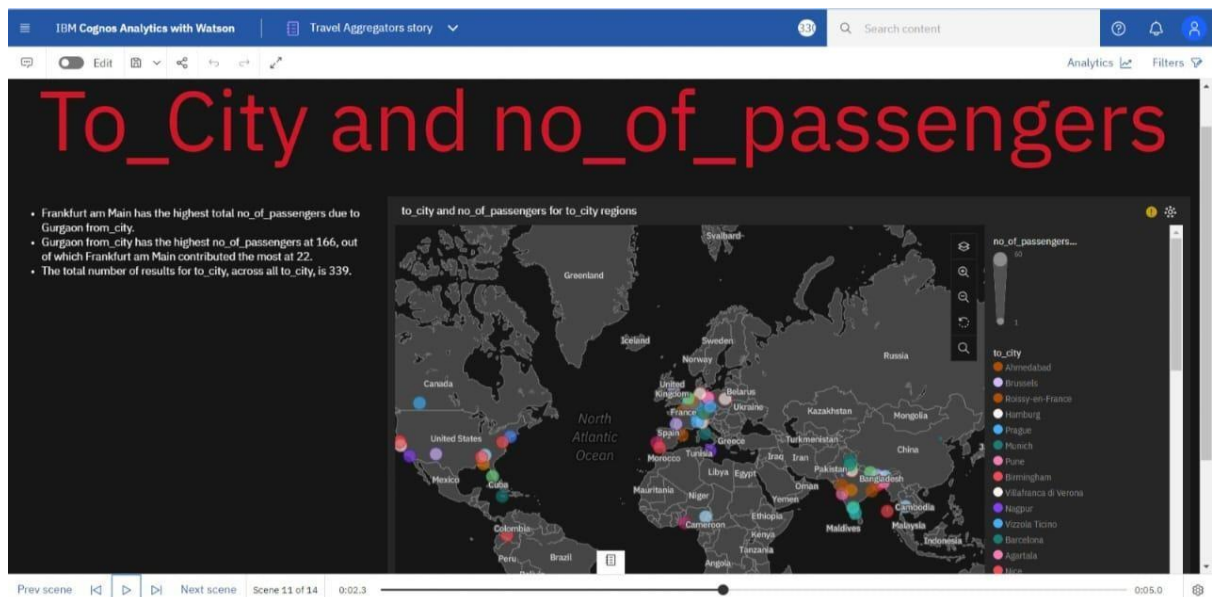 IBM Cognos Analytics with Watson
Travel Aggregators story
330
Search content
Edit
Analytics
Filters
To_City and no_of_passengers
• Frankfurt am Main has the highest total no_of_passengers due to
Gurgaon from_city.
• Gurgaon from_city has the highest no_of_passengers at 166, out
of which Frankfurt am Main contributed the most at 22.
• The total number of results for to_city, across all to_city, is 339.
to_city and no_of_passengers for to_city regions
no_of_passengers...
60
1
to_city
Ahmedabad
Brussels
Roissy-en-France
Hamburg
Prague
Munich
Pune
Birmingham
Villafranca di Verona
Nagpur
Vizzola Ticino
Barcelona
Agartala
Nice
Svalbard
Greenland
Iceland
Sweden
Norway
Russia
Canada
United
Kingdom
Belarus
Ukraine
France
Kazakhstan
Mongolia
North
Atlantic
Ocean
United States
Spain
Greece
Turkmenistan
China
Morocco
Tunisia
Iraq
Iran
Mexico
Cuba
Libya
Egypt
Pakistan
Bangladesh
Mauritania
Niger
Oman
Yemen
Cambodia
Colombia
Cameroon
Ethiopia
Maldives
Malaysia
Kenya
Indonesia
Peru
Brazil
Tanzania
Angola
Prev scene
Next scene
Scene 11 of 14
0:02.3
0:05.0